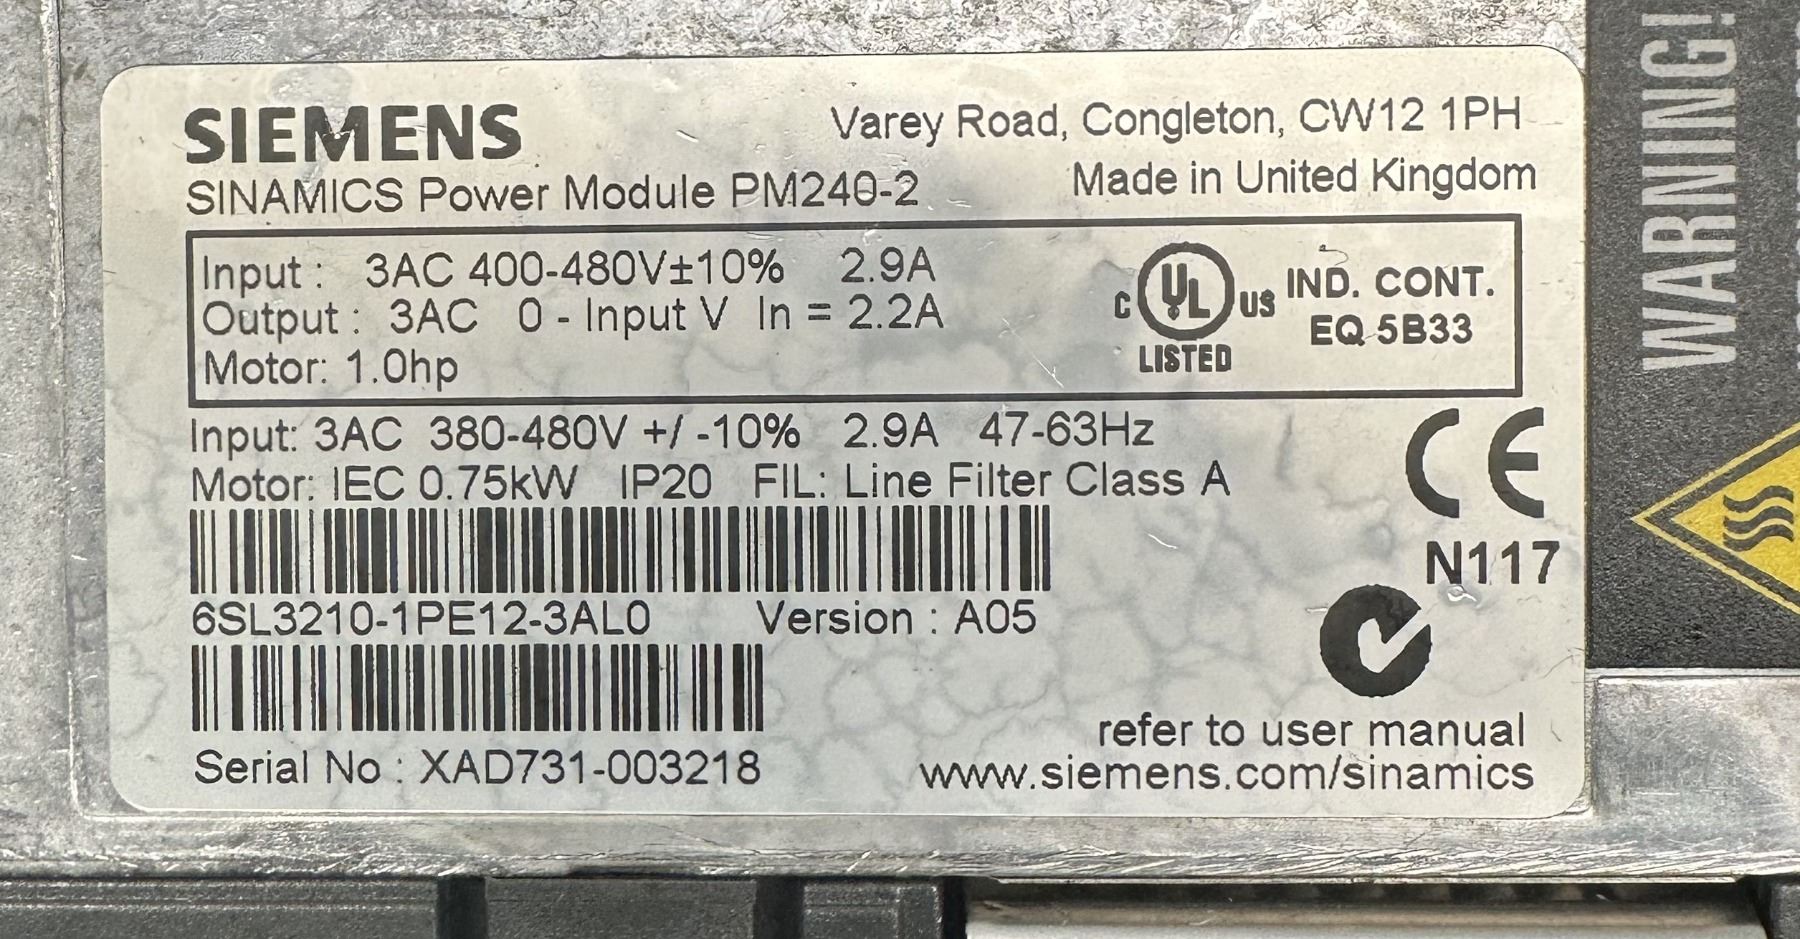 SIEMENS
Varey Road, Congleton, CW12 1PH
SINAMICS Power Module PM240-2
Made in United Kingdom
Input : 3AC 400-480V±10% 2.9A
Output : 3AC 0 - Input V In = 2.2A
Motor: 1.0hp
C UL US
LISTED
IND. CONT.
EQ 5B33
Input: 3AC 380-480V +/ -10% 2.9A 47-63Hz
Motor: IEC 0.75kW IP20 FIL: Line Filter Class A
CE
N117
6SL3210-1PE12-3AL0 Version : A05
Serial No : XAD731-003218
refer to user manual
www.siemens.com/sinamics
WARNING!